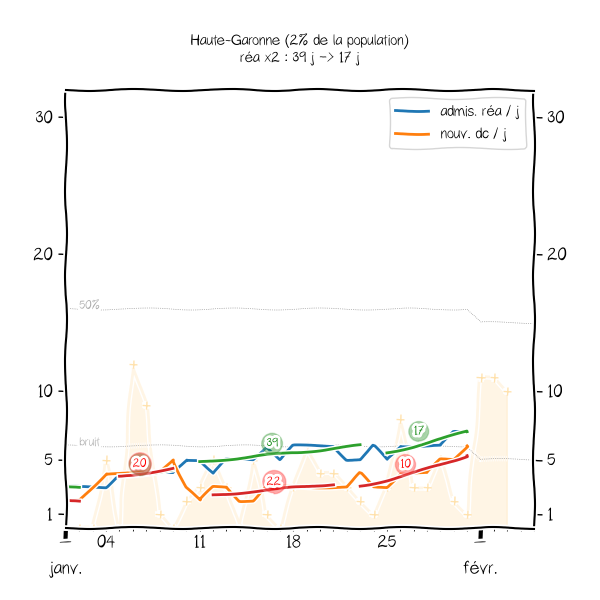 Haute-Garonne (2% de la population)
réa x2 : 39 j -> 17 j
admis. réa / j
nouv. dc / j
30
30
20
20
50%
10
10
bruit
39
17
20
22
10
5
5
1
1
04
11
18
25
janv.
févr.